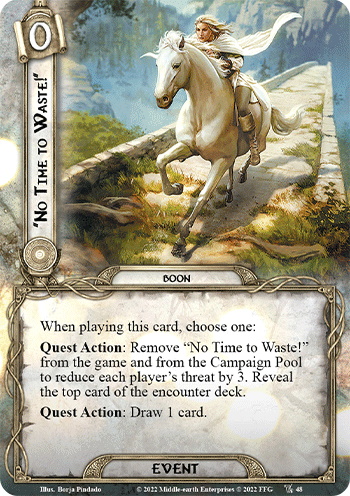 0
"No Time to Waste!"
BOON
When playing this card, choose one:
Quest Action: Remove “No Time to Waste!”
from the game and from the Campaign Pool
to reduce each player’s threat by 3. Reveal
the top card of the encounter deck.
Quest Action: Draw 1 card.
EVENT
Illus. Borja Pindado © 2022 Middle-earth Enterprises © 2022 FFG 48